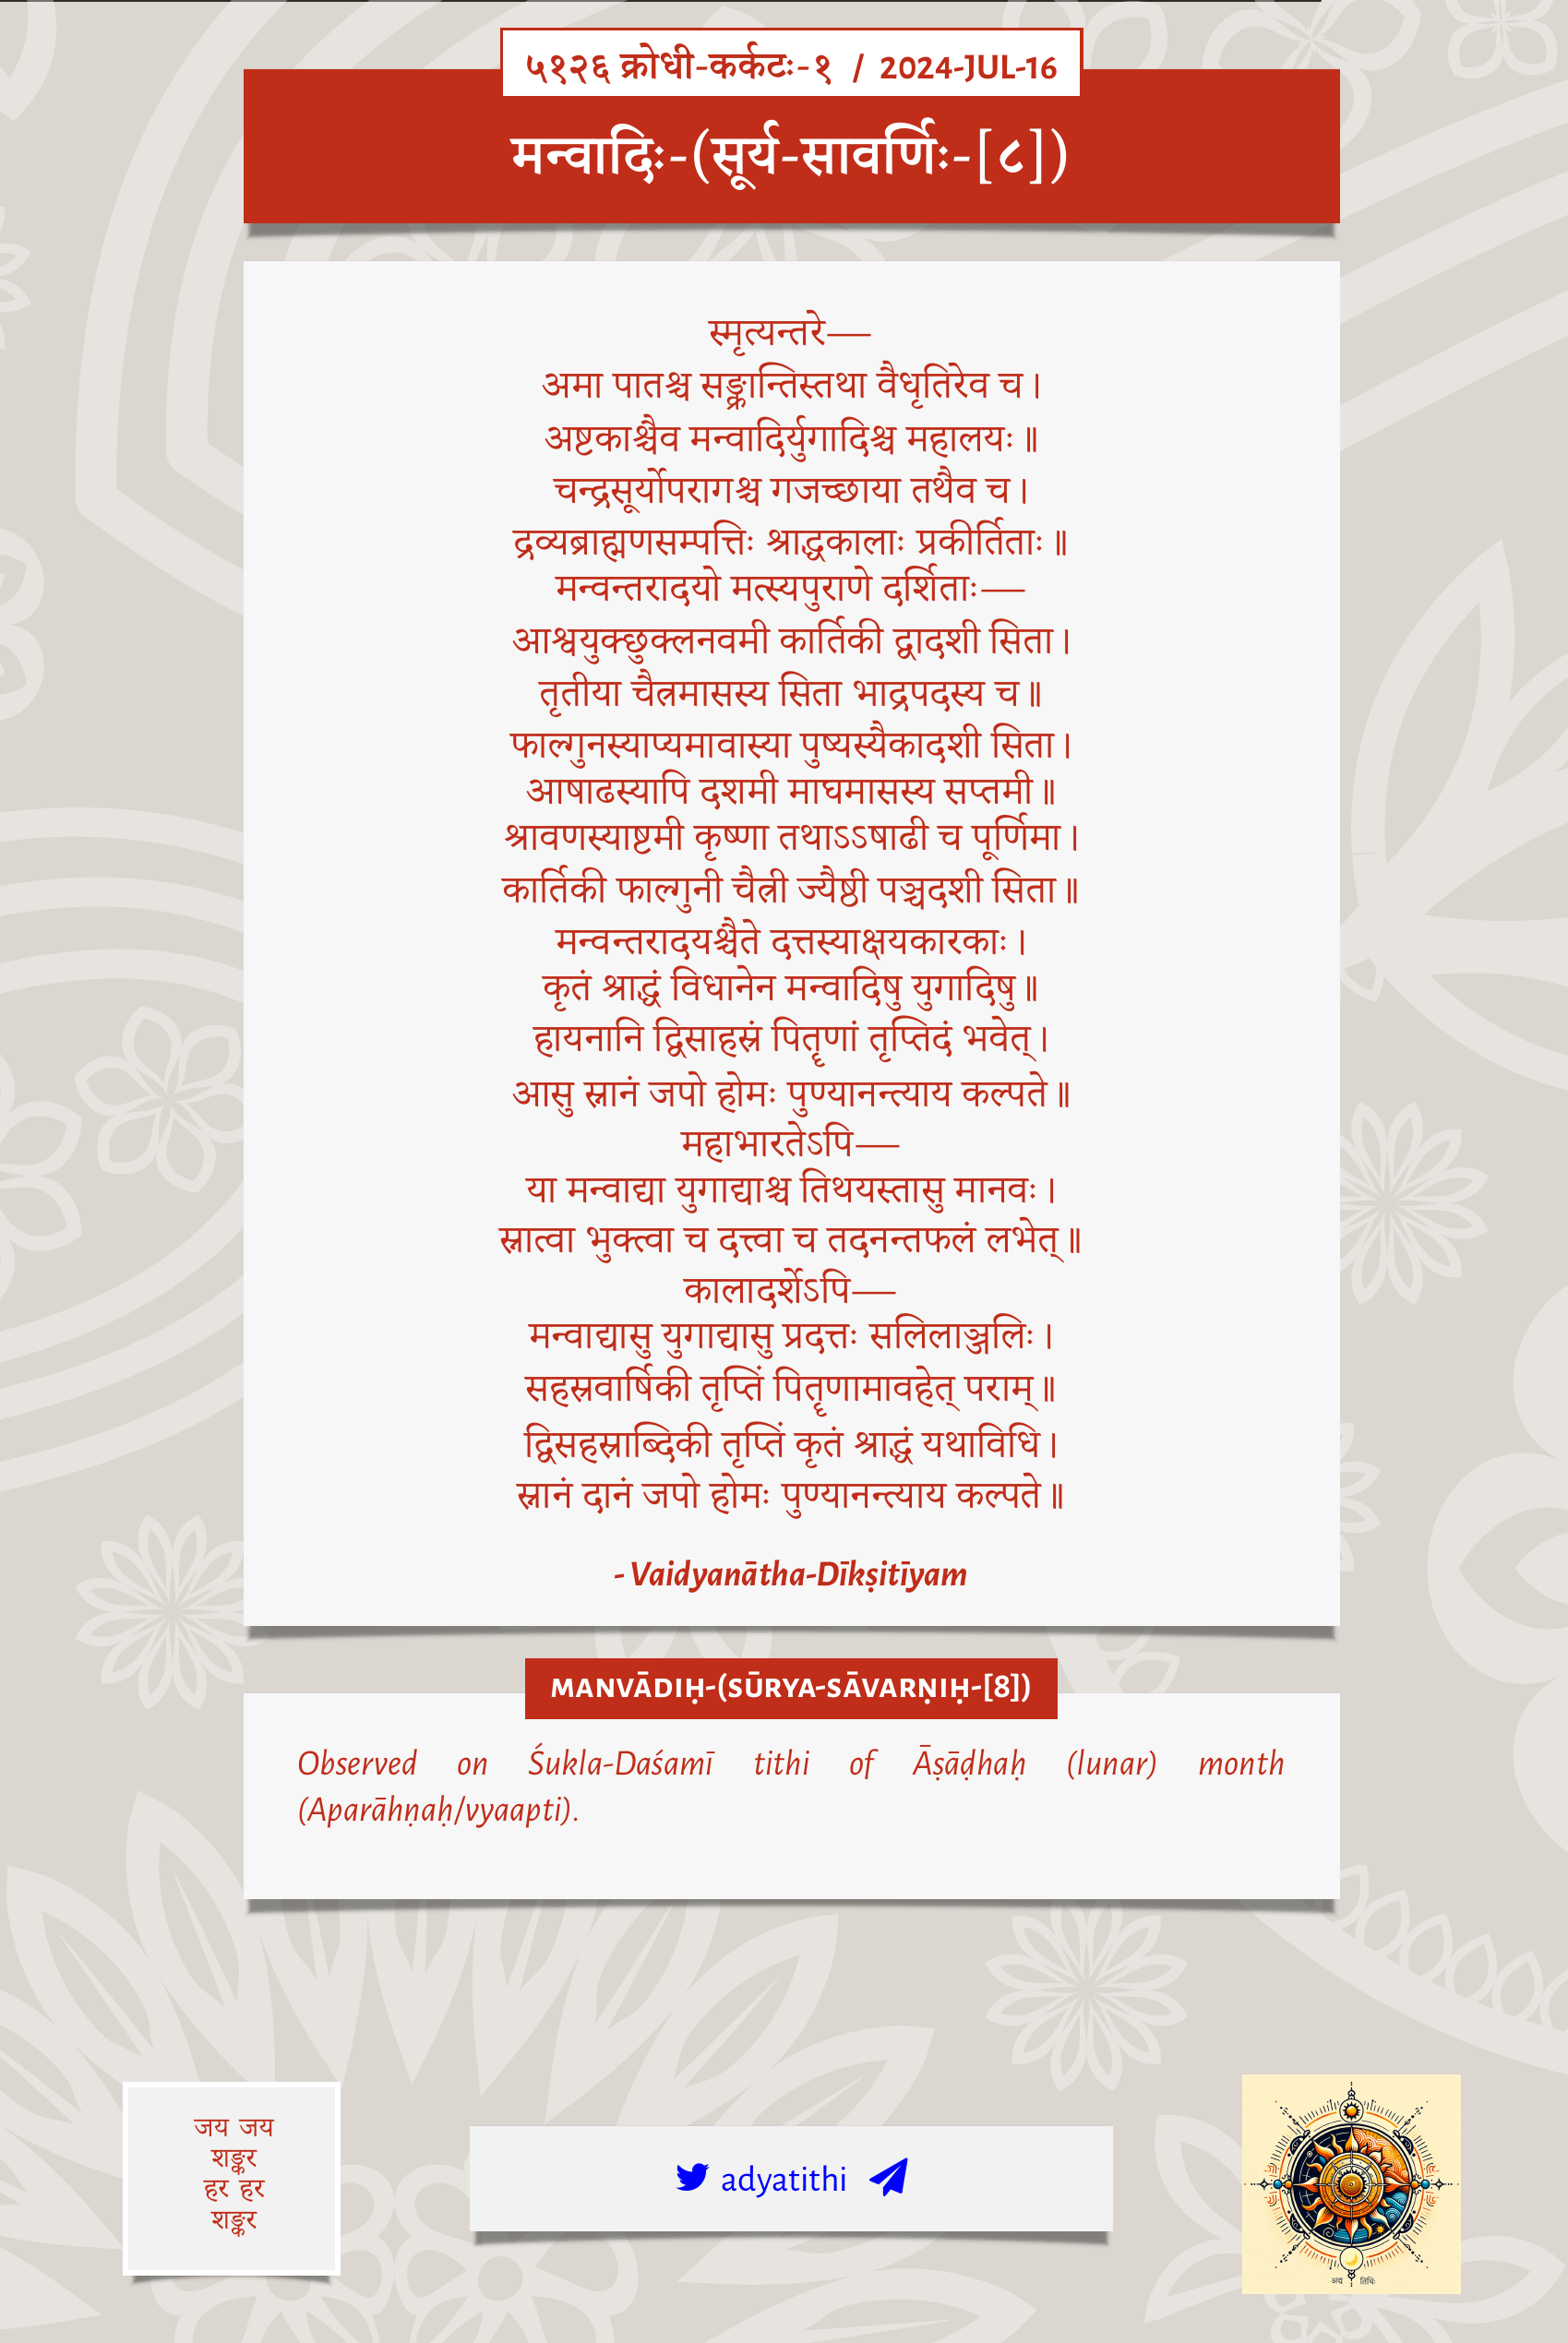 ५१२६ क्रोधी-कर्कटः-१ / 2024-JUL-16
मन्वादिः-(सूर्य-सावर्णिः-[८])
स्मृत्यन्तरे—
अमा पातश्च सङ्क्रान्तिस्तथा वैधृतिरेव च।
अष्टकाश्चैव मन्वादिर्युगादिश्च महालयः॥
चन्द्रसूर्योपरागश्च गजच्छाया तथैव च।
द्रव्यब्राह्मणसम्पत्तिः श्राद्धकालाः प्रकीर्तिताः॥
मन्वन्तरादयो मत्स्यपुराणे दर्शिताः—
आश्वयुक्छुक्लनवमी कार्तिकी द्वादशी सिता।
तृतीया चैत्रमासस्य सिता भाद्रपदस्य च॥
फाल्गुनस्याप्यमावास्या पुष्यस्यैकादशी सिता।
आषाढस्यापि दशमी माघमासस्य सप्तमी॥
श्रावणस्याष्टमी कृष्णा तथाऽऽषाढी च पूर्णिमा।
कार्तिकी फाल्गुनी चैत्री ज्यैष्ठी पञ्चदशी सिता॥
मन्वन्तरादयश्चैते दत्तस्याक्षयकारकाः।
कृतं श्राद्धं विधानेन मन्वादिषु युगादिषु॥
हायनानि द्विसाहस्रं पितॄणां तृप्तिदं भवेत्।
आसु स्नानं जपो होमः पुण्यानन्त्याय कल्पते॥
महाभारतेऽपि—
या मन्वाद्या युगाद्याश्च तिथयस्तासु मानवः।
स्नात्वा भुक्त्वा च दत्त्वा च तदनन्तफलं लभेत्॥
कालादर्शेऽपि—
मन्वाद्यासु युगाद्यासु प्रदत्तः सलिलाञ्जलिः।
सहस्रवार्षिकी तृप्तिं पितॄणामावहेत् पराम्॥
द्विसहस्राब्दिकी तृप्तिं कृतं श्राद्धं यथाविधि।
स्नानं दानं जपो होमः पुण्यानन्त्याय कल्पते॥
- Vaidyanātha-Dīkṣitīyam
MANVĀDIḤ-(SŪRYA-SĀVARṆIḤ-[8])
Observed on Śukla-Daśamī tithi of Āṣāḍhaḥ (lunar) month
(Aparāhṇaḥ/vyaapti).
जय जय
शङ्कर
हर हर
शङ्कर
adyatithi
अद्य तिथिः